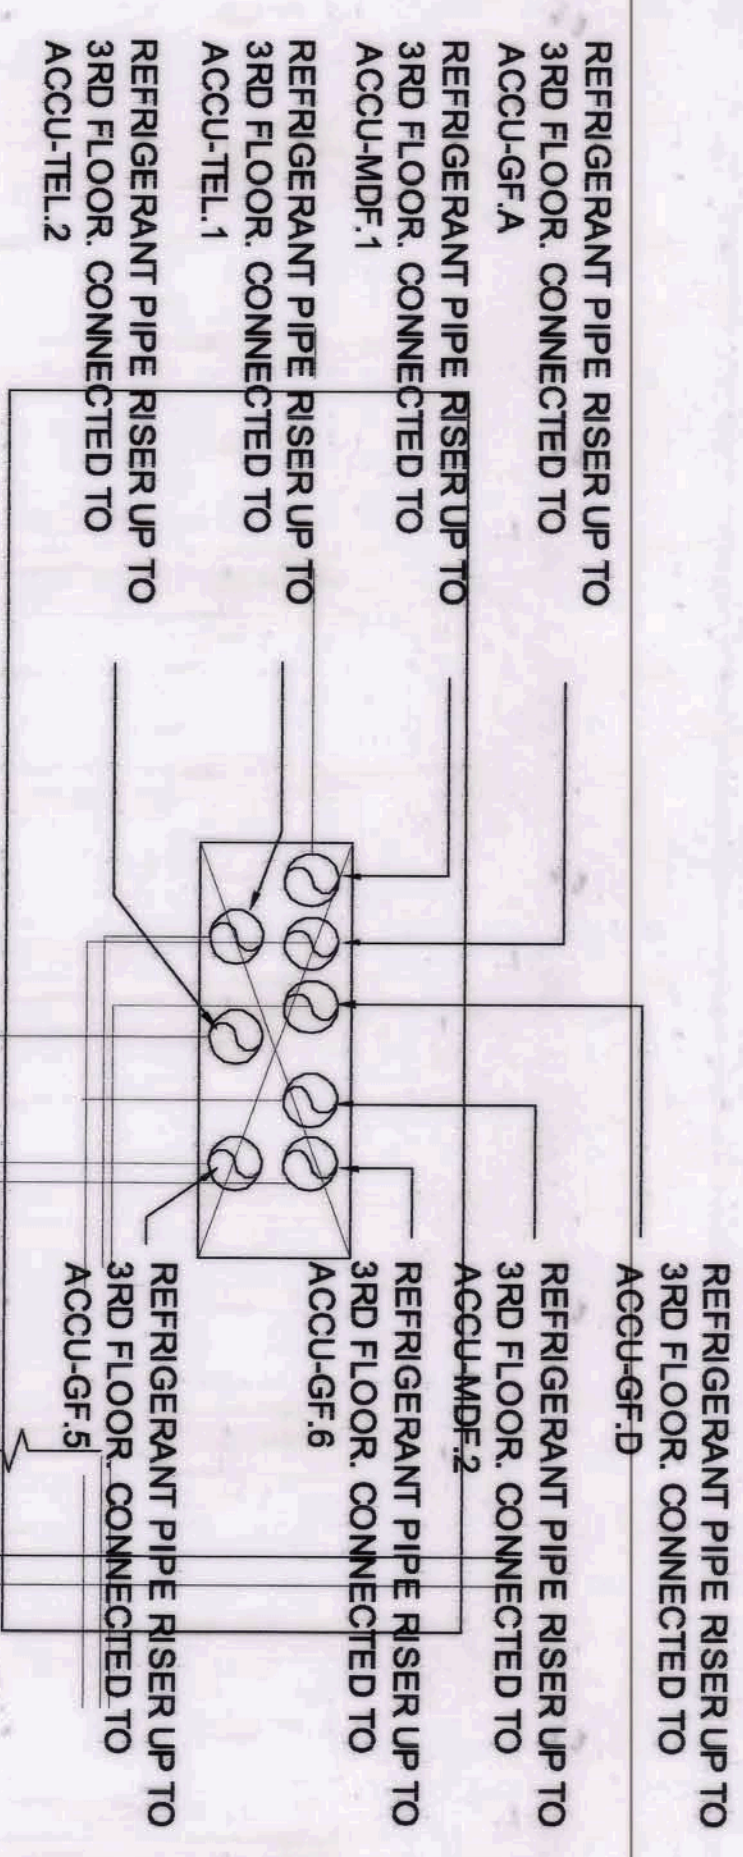 REFRIGERANT PIPE RISER UP TO
3RD FLOOR. CONNECTED TO
ACCU-GF.A
REFRIGERANT PIPE RISER UP TO
3RD FLOOR. CONNECTED TO
ACCU-MDF.1
REFRIGERANT PIPE RISER UP TO
3RD FLOOR. CONNECTED TO
ACCU-TEL.1
REFRIGERANT PIPE RISER UP TO
3RD FLOOR. CONNECTED TO
ACCU-TEL.2
REFRIGERANT PIPE RISER UP TO
3RD FLOOR. CONNECTED TO
ACCU-GF.D
REFRIGERANT PIPE RISER UP TO
3RD FLOOR. CONNECTED TO
ACCU-MDF.2
REFRIGERANT PIPE RISER UP TO
3RD FLOOR. CONNECTED TO
ACCU-GF.6
REFRIGERANT PIPE RISER UP TO
3RD FLOOR. CONNECTED TO
ACCU-GF.5